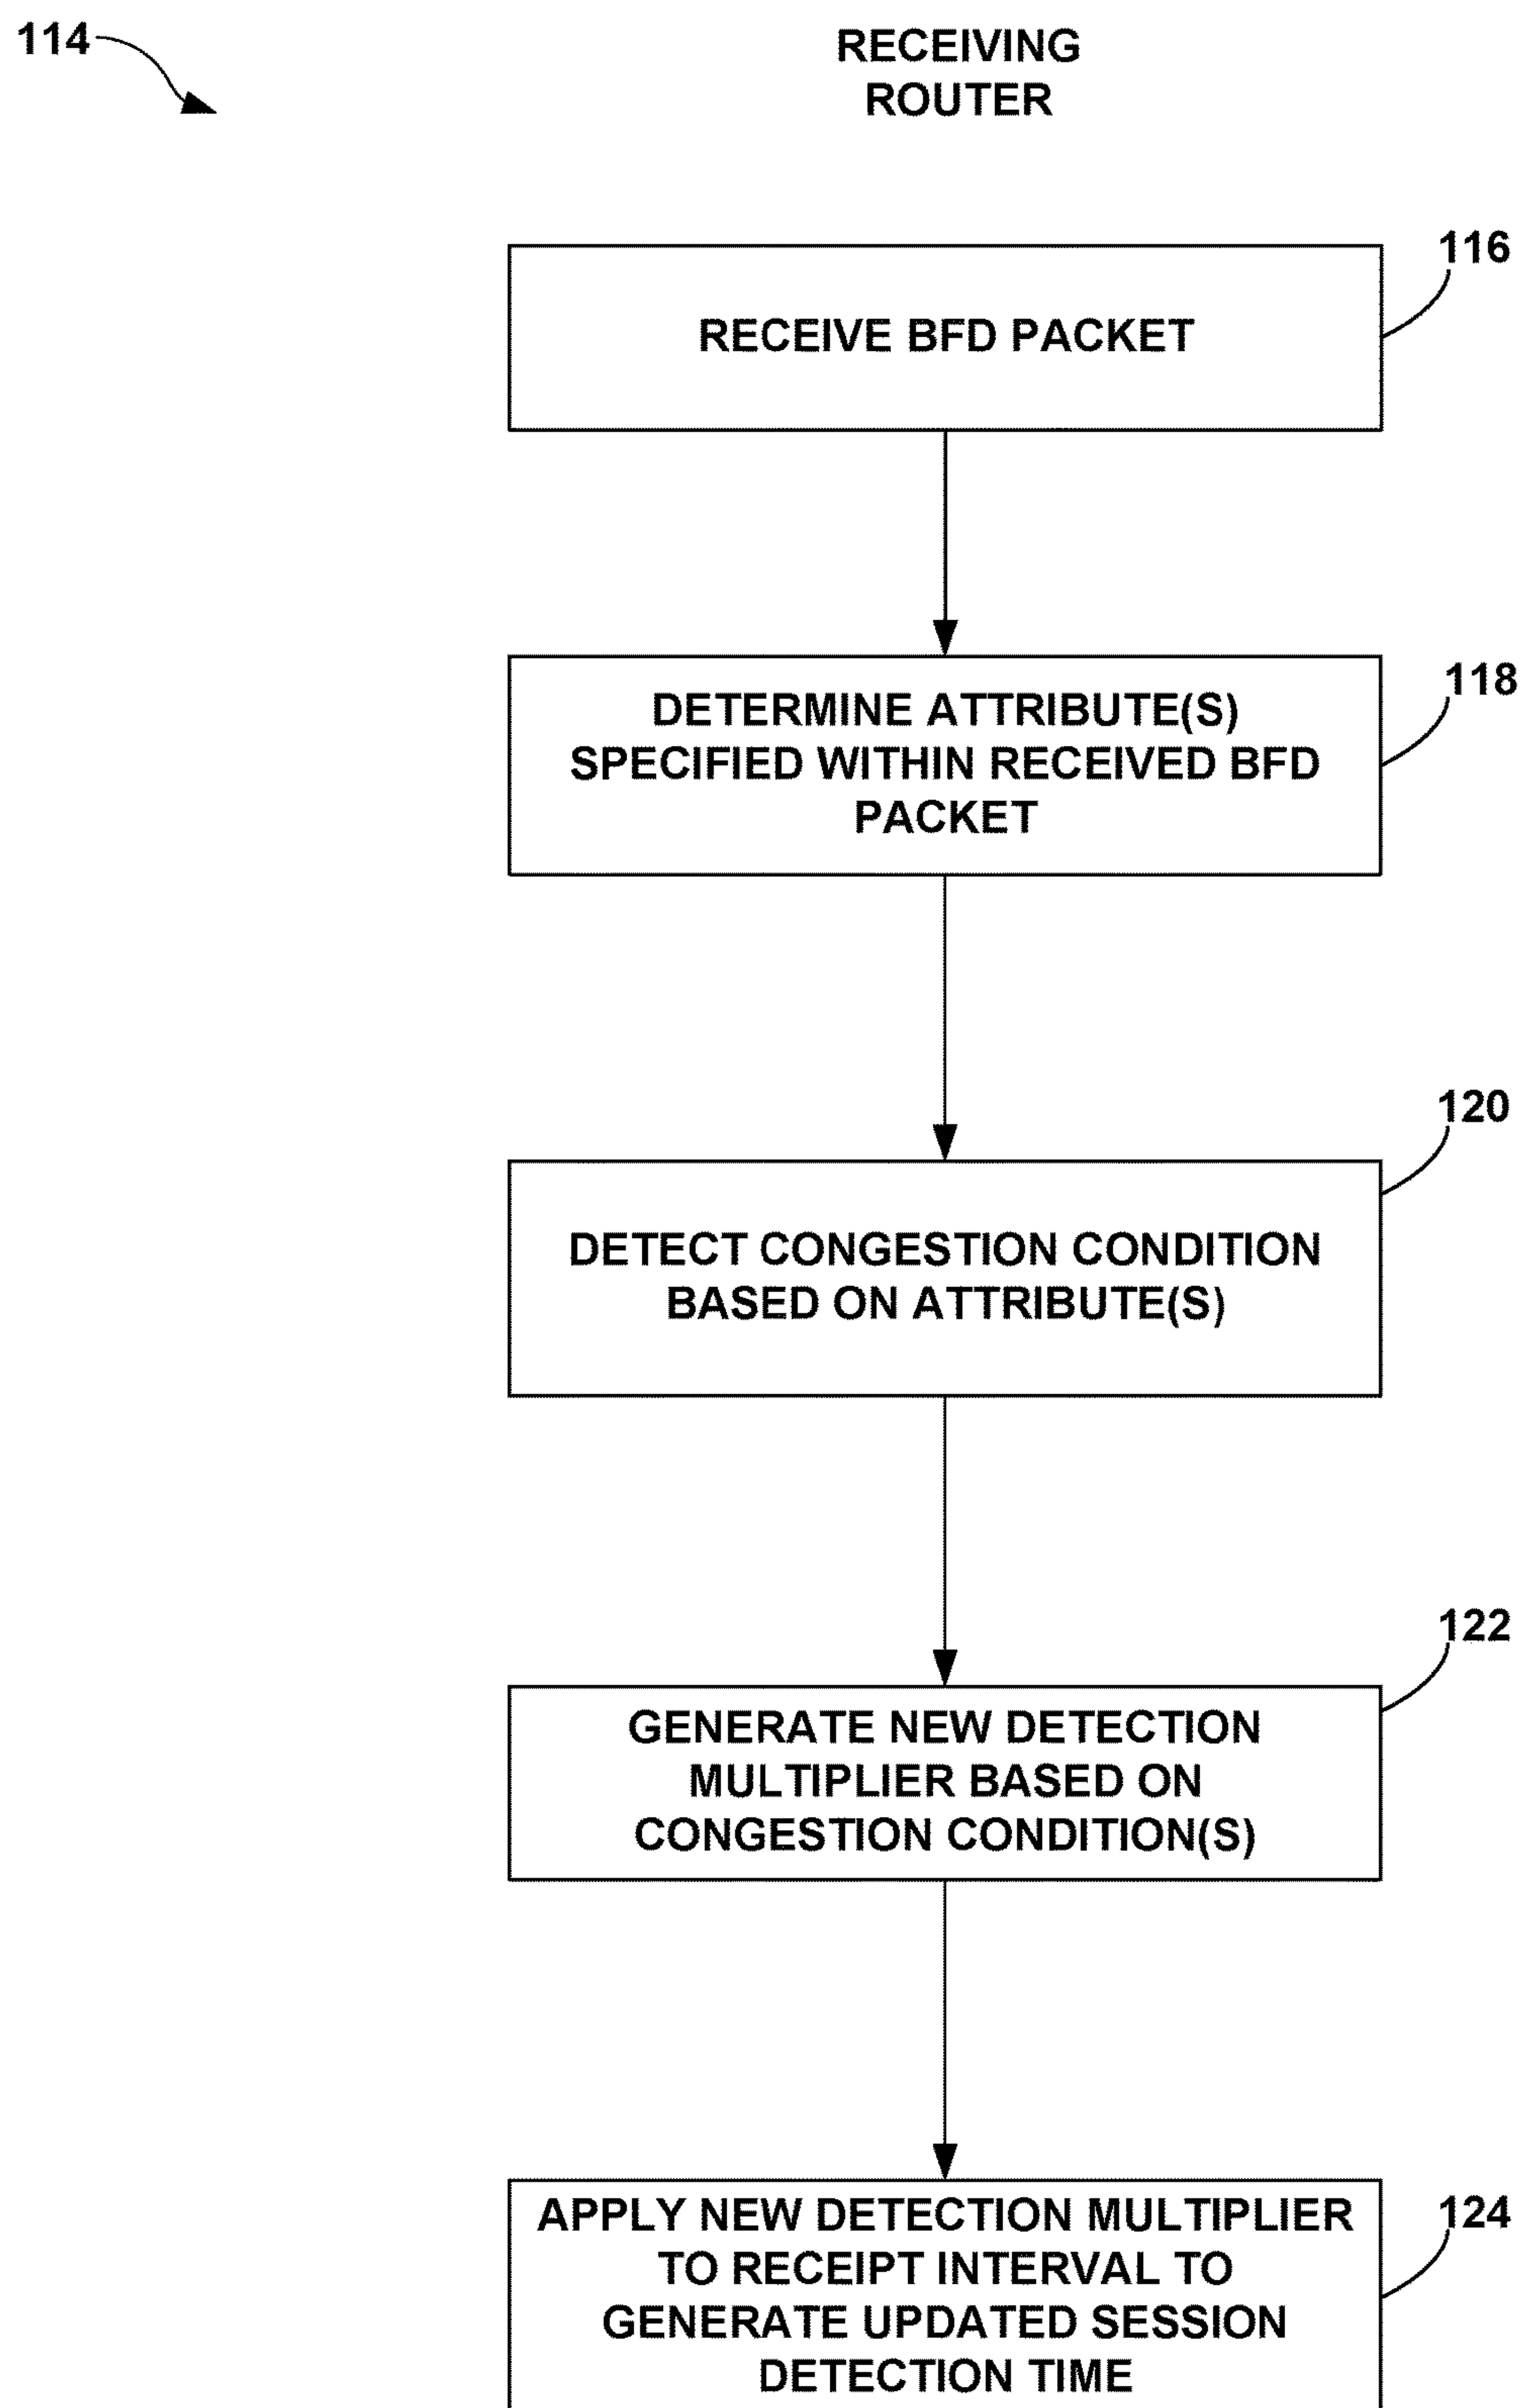 114
RECEIVING
ROUTER
116
RECEIVE BFD PACKET
118
DETERMINE ATTRIBUTE(S)
SPECIFIED WITHIN RECEIVED BFD
PACKET
120
DETECT CONGESTION CONDITION
BASED ON ATTRIBUTE(S)
122
GENERATE NEW DETECTION
MULTIPLIER BASED ON
CONGESTION CONDITION(S)
124
APPLY NEW DETECTION MULTIPLIER
TO RECEIPT INTERVAL TO
GENERATE UPDATED SESSION
DETECTION TIME